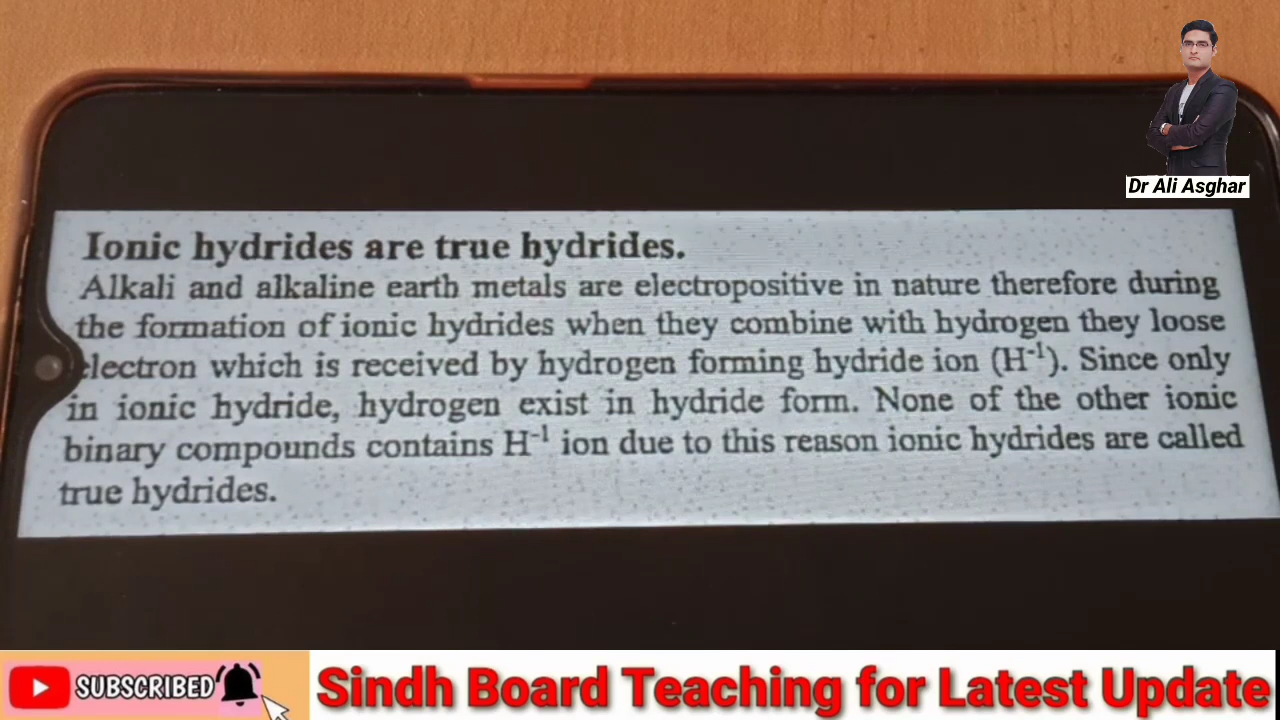 Dr Ali Asghar
Ionic hydrides are true hydrides.
Alkali and alkaline earth metals are electropositive in nature therefore during
the formation of ionic hydrides when they combine with hydrogen they loose
electron which is received by hydrogen forming hydride ion (H⁻¹). Since only
in ionic hydride, hydrogen exist in hydride form. None of the other ionic
binary compounds contains H⁻¹ ion due to this reason ionic hydrides are called
true hydrides.
SUBSCRIBED
Sindh Board Teaching for Latest Update